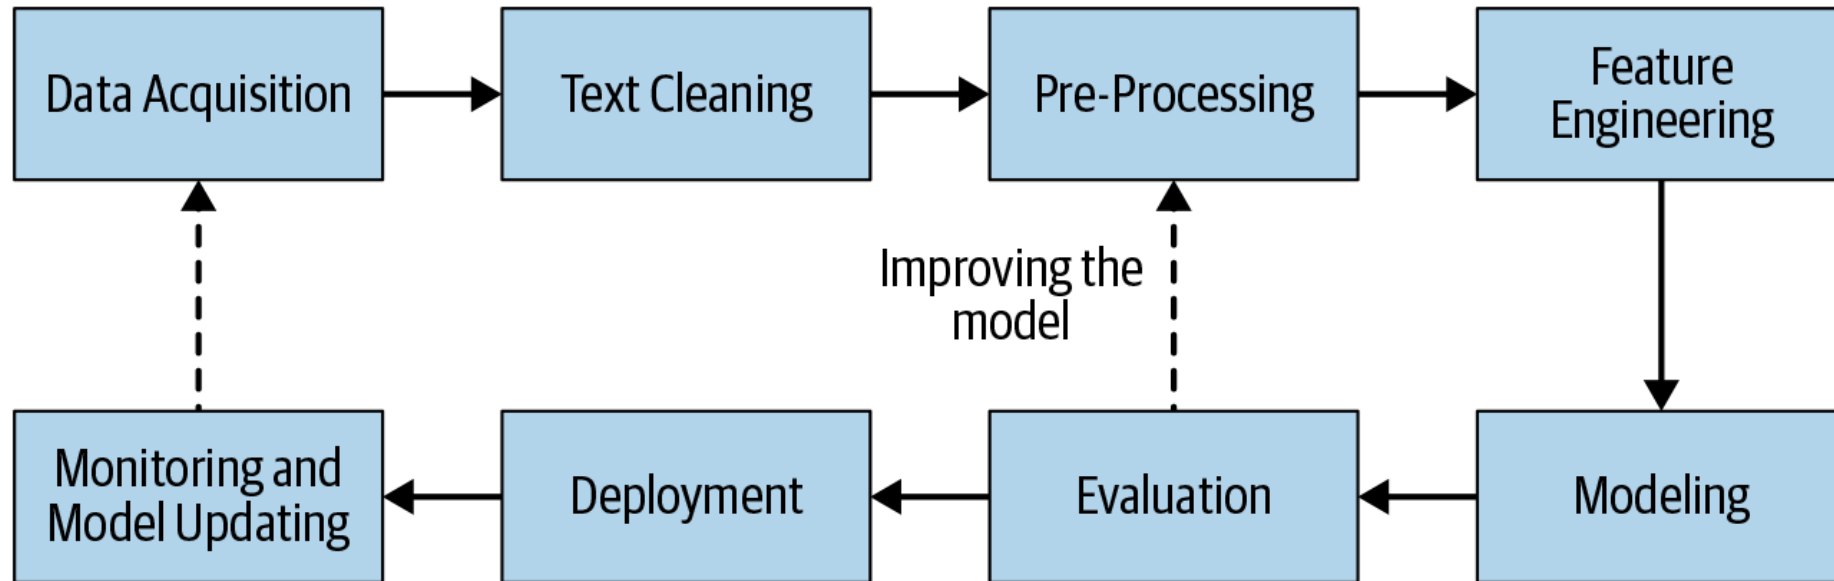 Data Acquisition
Text Cleaning
Pre-Processing
Feature
Engineering
Improving the
model
Monitoring and
Model Updating
Deployment
Evaluation
Modeling